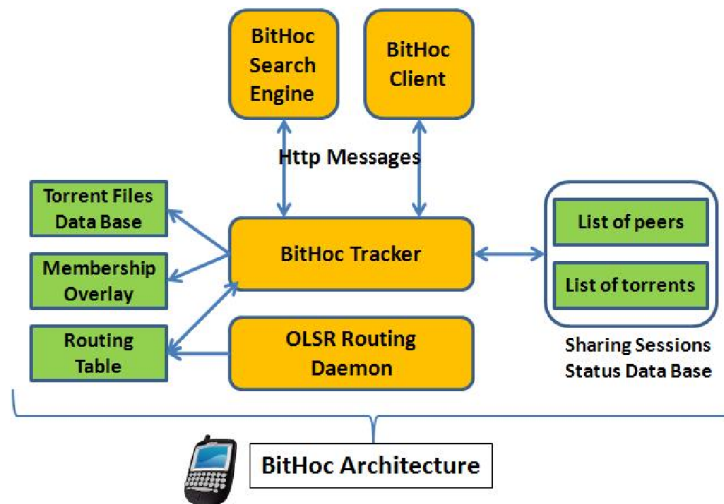 BitHoc
Search
Engine
BitHoc
Client
Http Messages
Torrent Files
Data Base
Membership
Overlay
Routing
Table
BitHoc Tracker
OLSR Routing
Daemon
List of peers
List of torrents
Sharing Sessions
Status Data Base
BitHoc Architecture